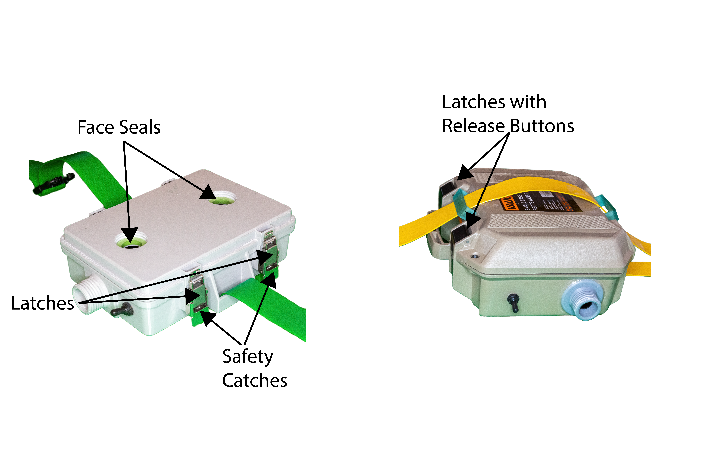 Face Seals
Latches with
Release Buttons
Latches
Safety
Catches